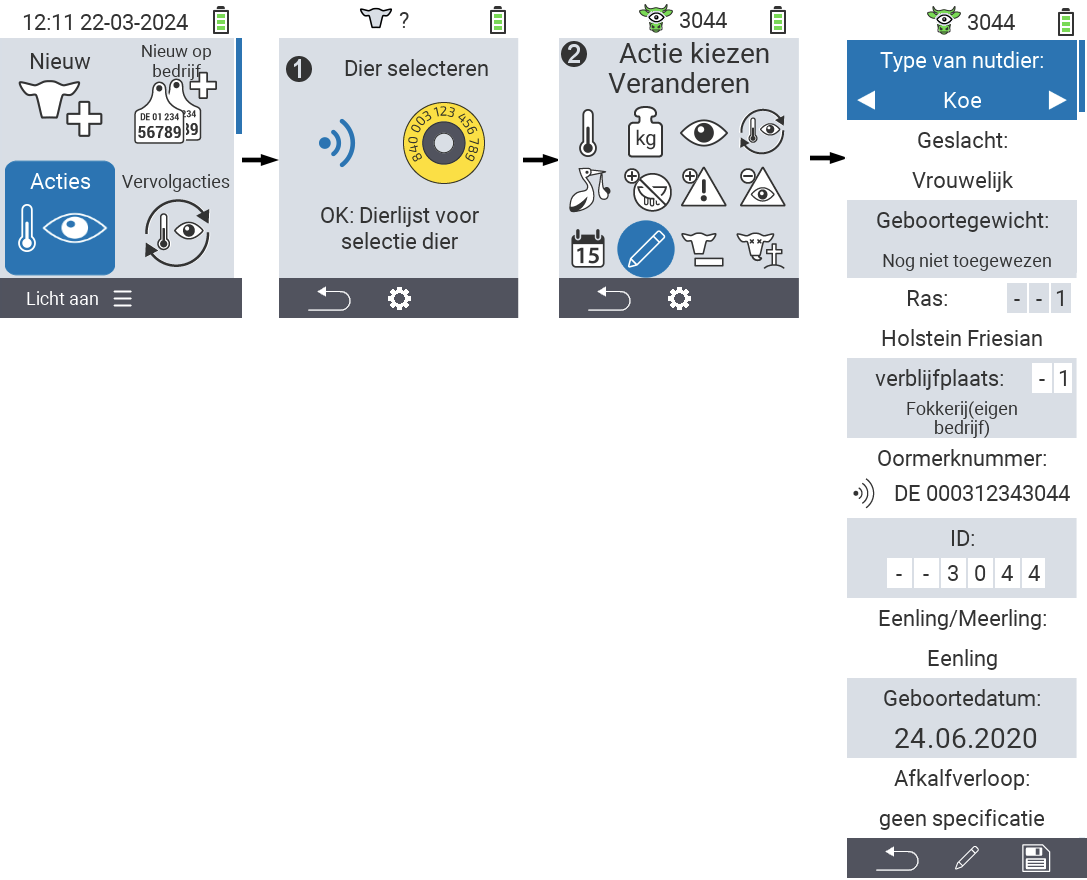 12:11 22-03-2024
Nieuw
Nieuw op
bedrijf
DE 01 234
234
56789
89
Acties
Vervolgacties
Licht aan
?
1
Dier selecteren
840 003 123 456 789
OK: Dierlijst voor
selectie dier
3044
2
Actie kiezen
Veranderen
kg
15
3044
Type van nutdier:
Koe
Geslacht:
Vrouwelijk
Geboortegewicht:
Nog niet toegewezen
Ras: - - 1
Holstein Friesian
verblijfplaats: - 1
Fokkerij(eigen
bedrijf)
Oormerknummer:
DE 000312343044
ID:
- - 3 0 4 4
Eenling/Meerling:
Eenling
Geboortedatum:
24.06.2020
Afkalfverloop:
geen specificatie